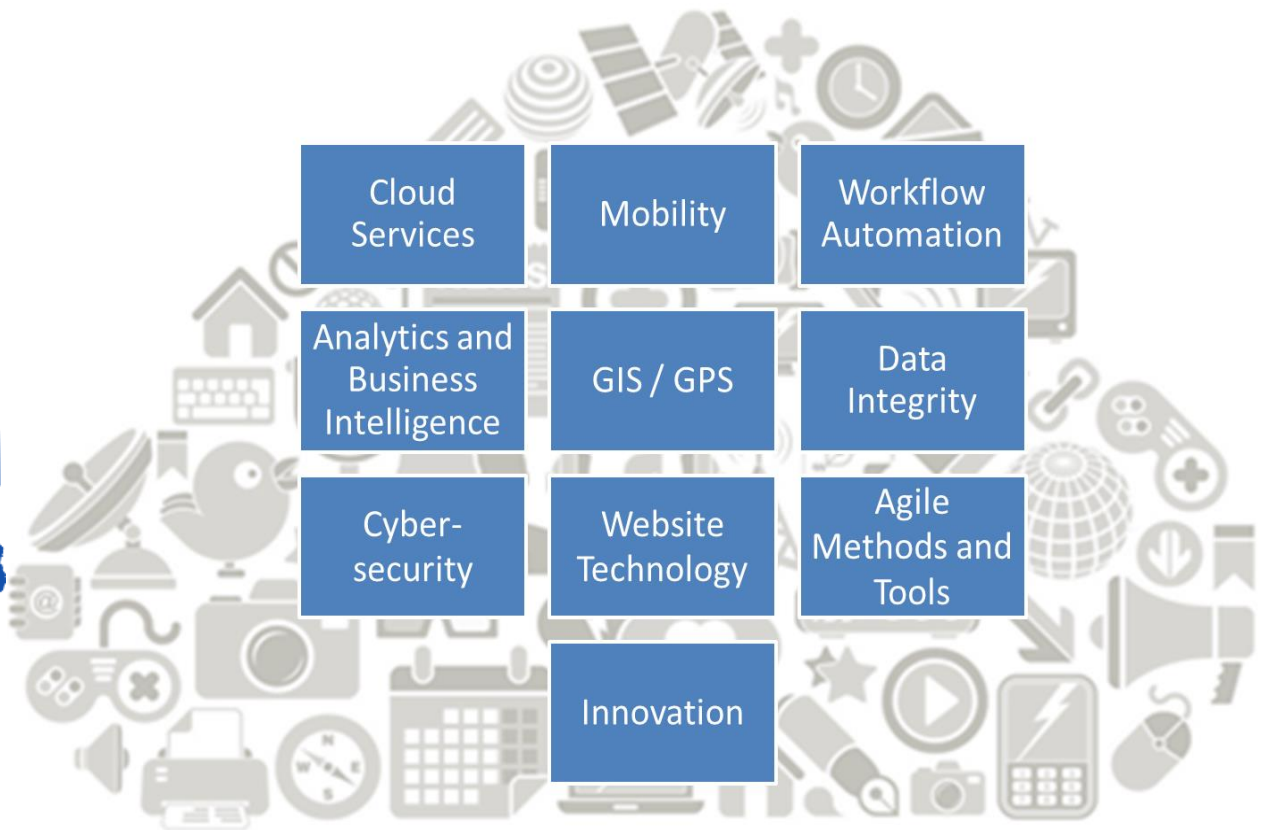 Cloud
Services
Mobility
Workflow
Automation
Analytics and
Business
Intelligence
GIS / GPS
Data
Integrity
Cyber-
security
Website
Technology
Agile
Methods and
Tools
Innovation
N
W
E
S
@